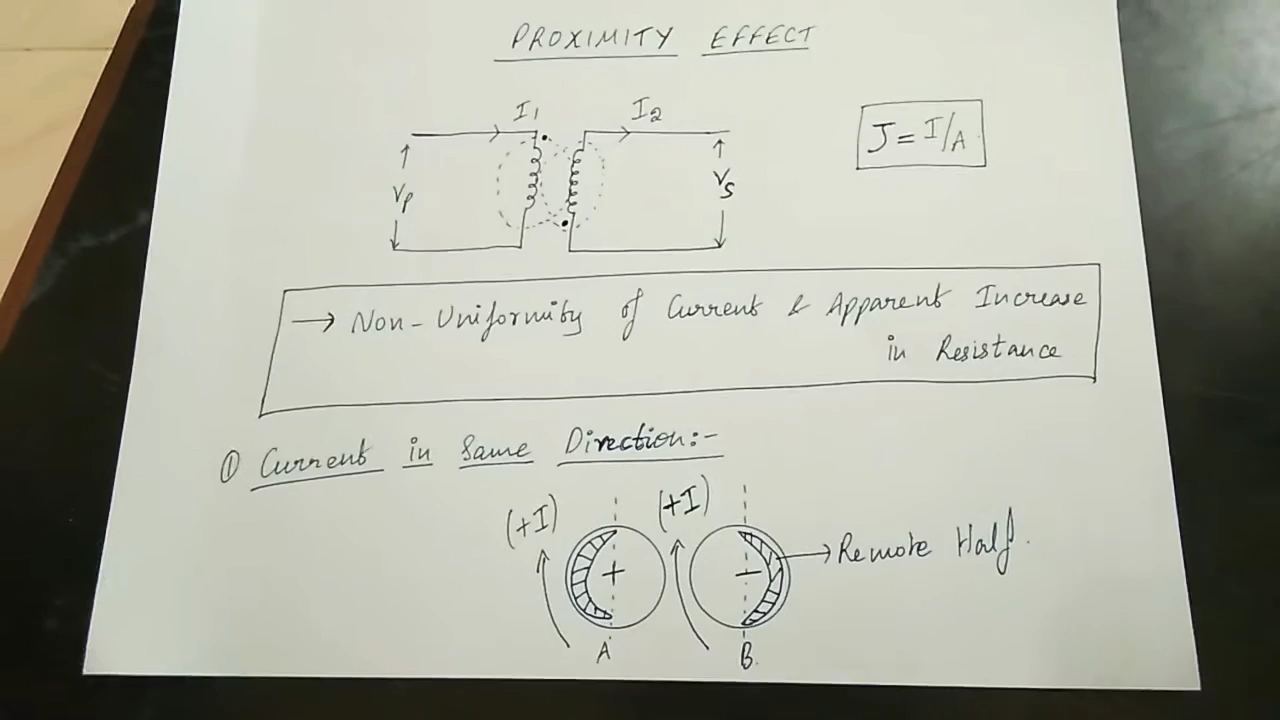 PROXIMITY EFFECT
I1 I2
J = I/A
Vp Vs
→ Non-Uniformity of Current & Apparent Increase
in Resistance
① Current in Same Direction:-
(+I) (+I)
+ → Remote Half.
A B.